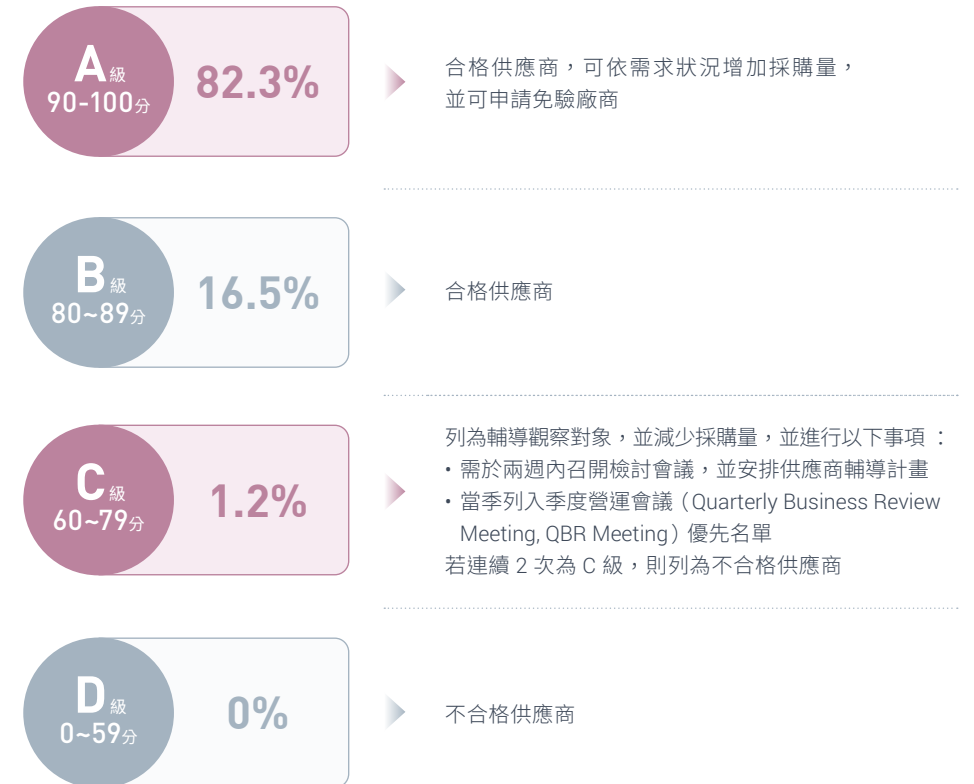 A級
90-100分
82.3%
合格供應商，可依需求狀況增加採購量，
並可申請免驗廠商
B級
80~89分
16.5%
合格供應商
C級
60~79分
1.2%
列為輔導觀察對象，並減少採購量，並進行以下事項：
• 需於兩週內召開檢討會議，並安排供應商輔導計畫
• 當季列入季度營運會議（Quarterly Business Review
Meeting, QBR Meeting）優先名單
若連續 2 次為 C 級，則列為不合格供應商
D級
0~59分
0%
不合格供應商